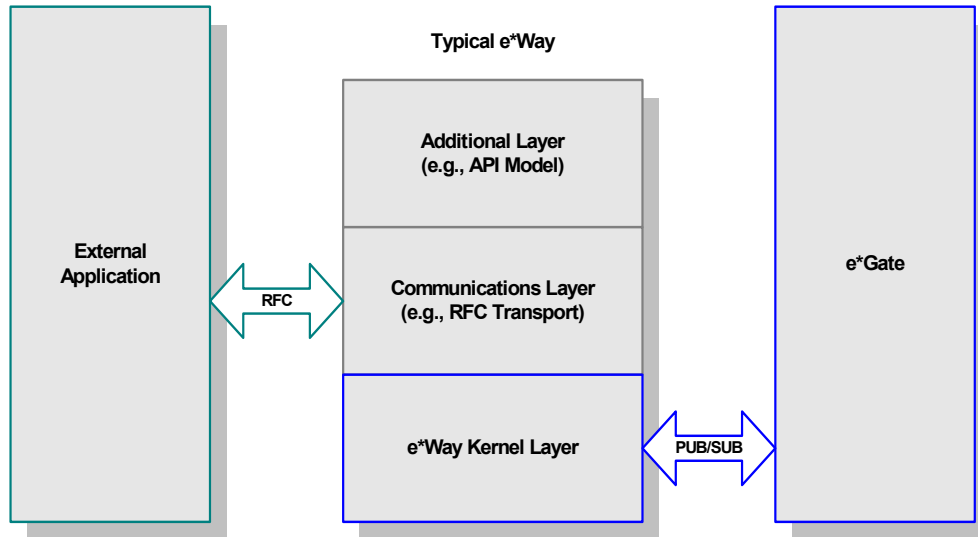 Typical e*Way
Additional Layer
(e.g., API Model)
External
Application
RFC
Communications Layer
(e.g., RFC Transport)
e*Gate
e*Way Kernel Layer
PUB/SUB